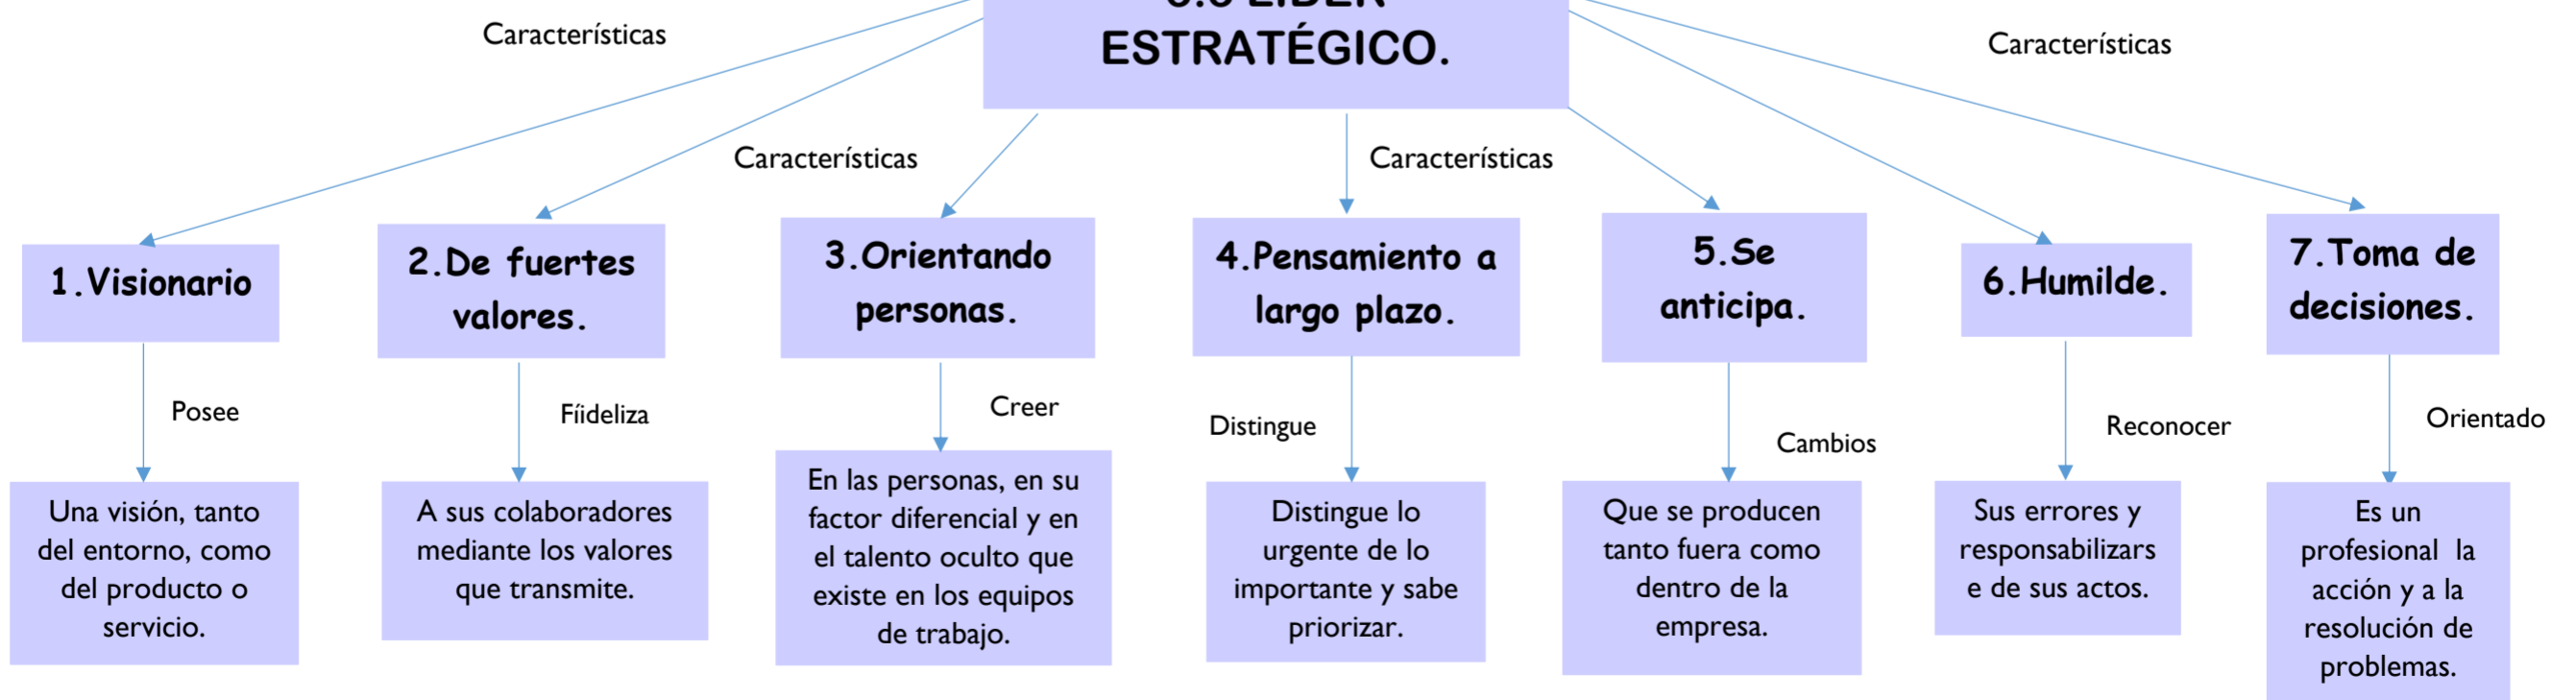 LÍDER
ESTRATÉGICO.
Características
Características
Características
Características
1.Visionario
2.De fuertes
valores.
3.Orientando
personas.
4.Pensamiento a
largo plazo.
5.Se
anticipa.
6.Humilde.
7.Toma de
decisiones.
Posee
Fíideliza
Creer
Distingue
Cambios
Reconocer
Orientado
Una visión, tanto
del entorno, como
del producto o
servicio.
A sus colaboradores
mediante los valores
que transmite.
En las personas, en su
factor diferencial y en
el talento oculto que
existe en los equipos
de trabajo.
Distingue lo
urgente de lo
importante y sabe
priorizar.
Que se producen
tanto fuera como
dentro de la
empresa.
Sus errores y
responsabilizars
e de sus actos.
Es un
profesional  la
acción y a la
resolución de
problemas.